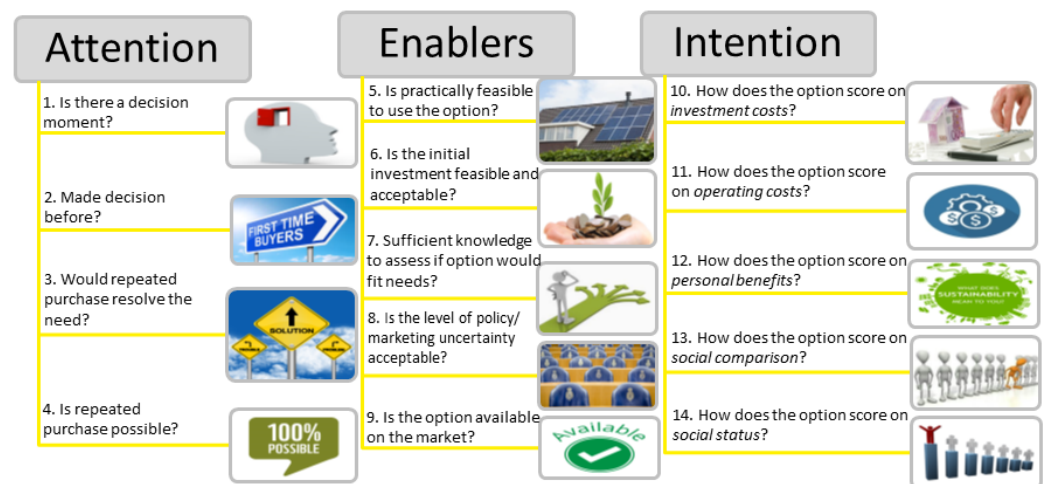 Attention
1. Is there a decision
moment?
2. Made decision
before?
FIRST TIME
BUYERS
3. Would repeated
purchase resolve the
need?
SOLUTION
4. Is repeated
purchase possible?
100%
POSSIBLE
Enablers
5. Is practically feasible
to use the option?
6. Is the initial
investment feasible and
acceptable?
7. Sufficient knowledge
to assess if option would
fit needs?
8. Is the level of policy/
marketing uncertainty
acceptable?
9. Is the option available
on the market?
Available
Intention
10. How does the option score on
investment costs?
11. How does the option score
on operating costs?
$
$
$
12. How does the option score on
personal benefits?
WHAT DOES
SUSTAINABILITY
MEAN TO YOU?
13. How does the option score on
social comparison?
14. How does the option score on
social status?